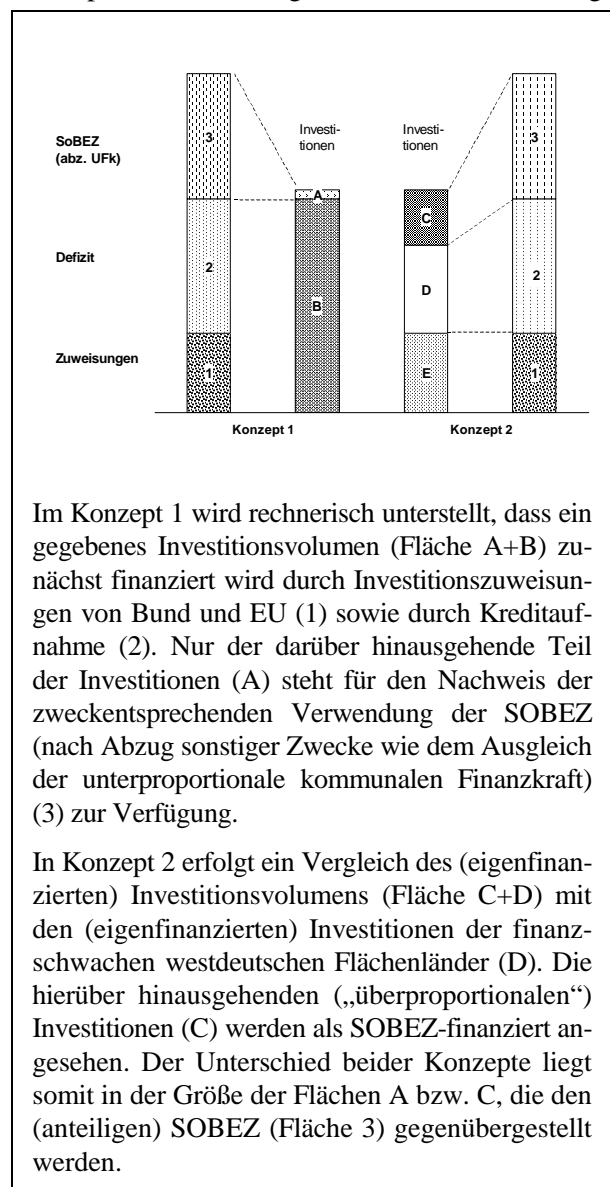 Investi-
tionen
Investi-
tionen
SoBEZ
(abz. UFk)
Defizit
Zuweisungen
3
2
1
A
B
C
D
E
3
2
1
Konzept 1
Konzept 2
Im Konzept 1 wird rechnerisch unterstellt, dass ein
gegebenes Investitionsvolumen (Fläche A+B) zu-
nächst finanziert wird durch Investitionszuweisun-
gen von Bund und EU (1) sowie durch Kreditauf-
nahme (2). Nur der darüber hinausgehende Teil
der Investitionen (A) steht für den Nachweis der
zweckentsprechenden Verwendung der SOBEZ
(nach Abzug sonstiger Zwecke wie dem Ausgleich
der unterproportionale kommunalen Finanzkraft)
(3) zur Verfügung.
In Konzept 2 erfolgt ein Vergleich des (eigenfinan-
zierten) Investitionsvolumens (Fläche C+D) mit
den (eigenfinanzierten) Investitionen der finanz-
schwachen westdeutschen Flächenländer (D). Die
hierüber hinausgehenden („überproportionalen“)
Investitionen (C) werden als SOBEZ-finanziert an-
gesehen. Der Unterschied beider Konzepte liegt
somit in der Größe der Flächen A bzw. C, die den
(anteiligen) SOBEZ (Fläche 3) gegenübergestellt
werden.